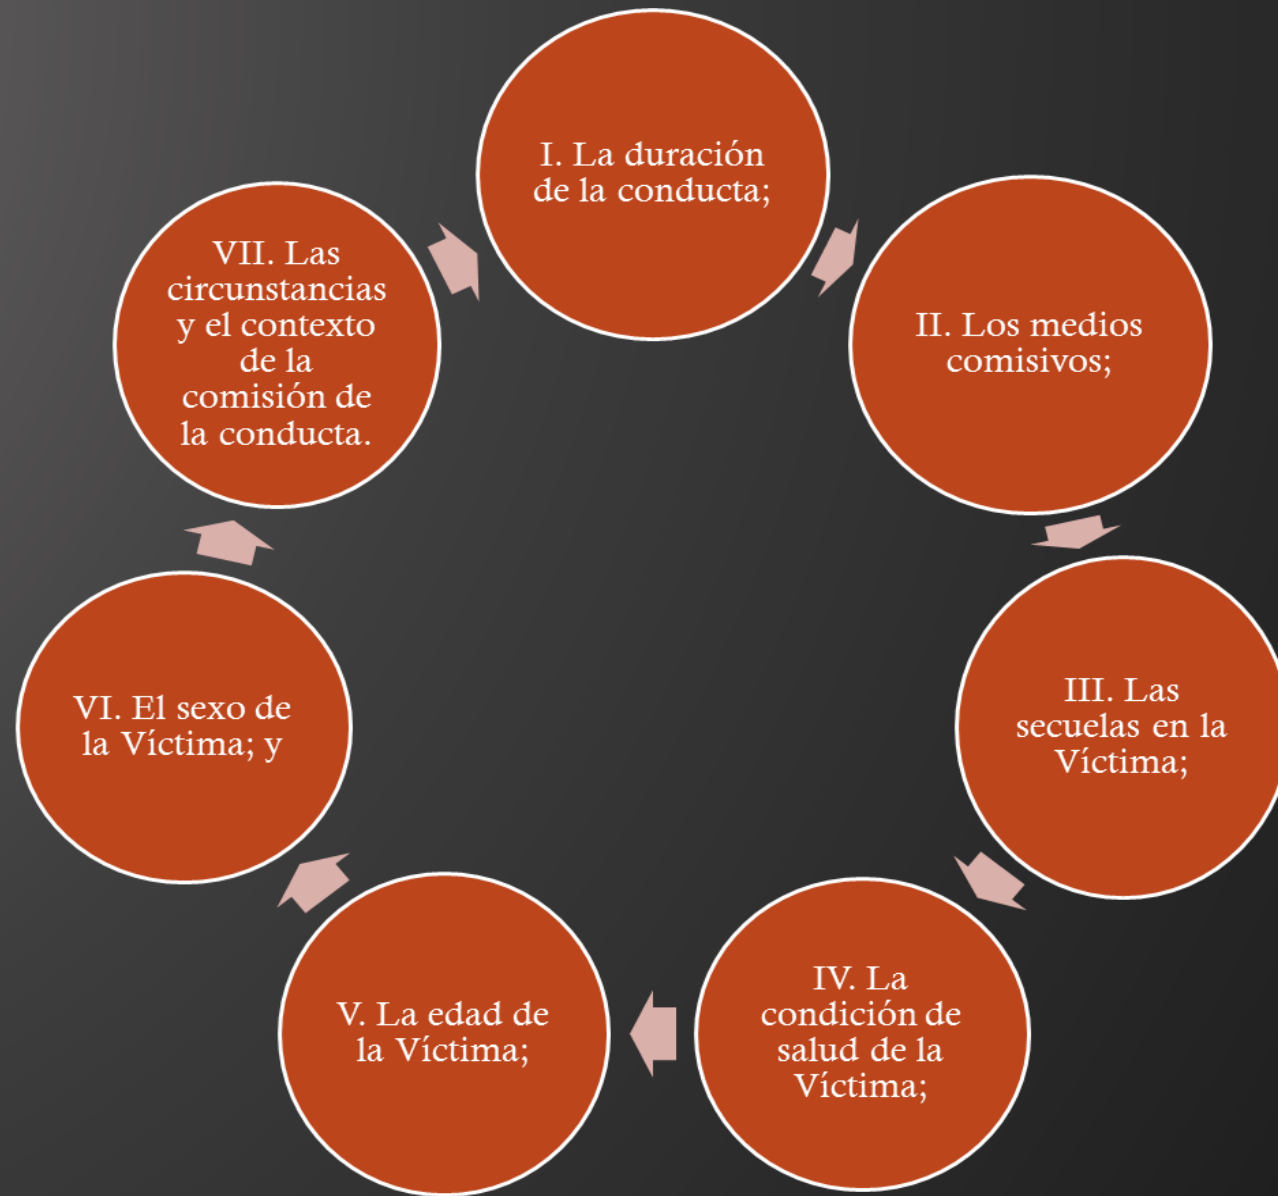 I. La duración
de la conducta;
II. Los medios
comisivos;
III. Las
secuelas en la
Víctima;
IV. La
condición de
salud de la
Víctima;
V. La edad de
la Víctima;
VI. El sexo de
la Víctima; y
VII. Las
circunstancias
y el contexto
de la
comisión de
la conducta.